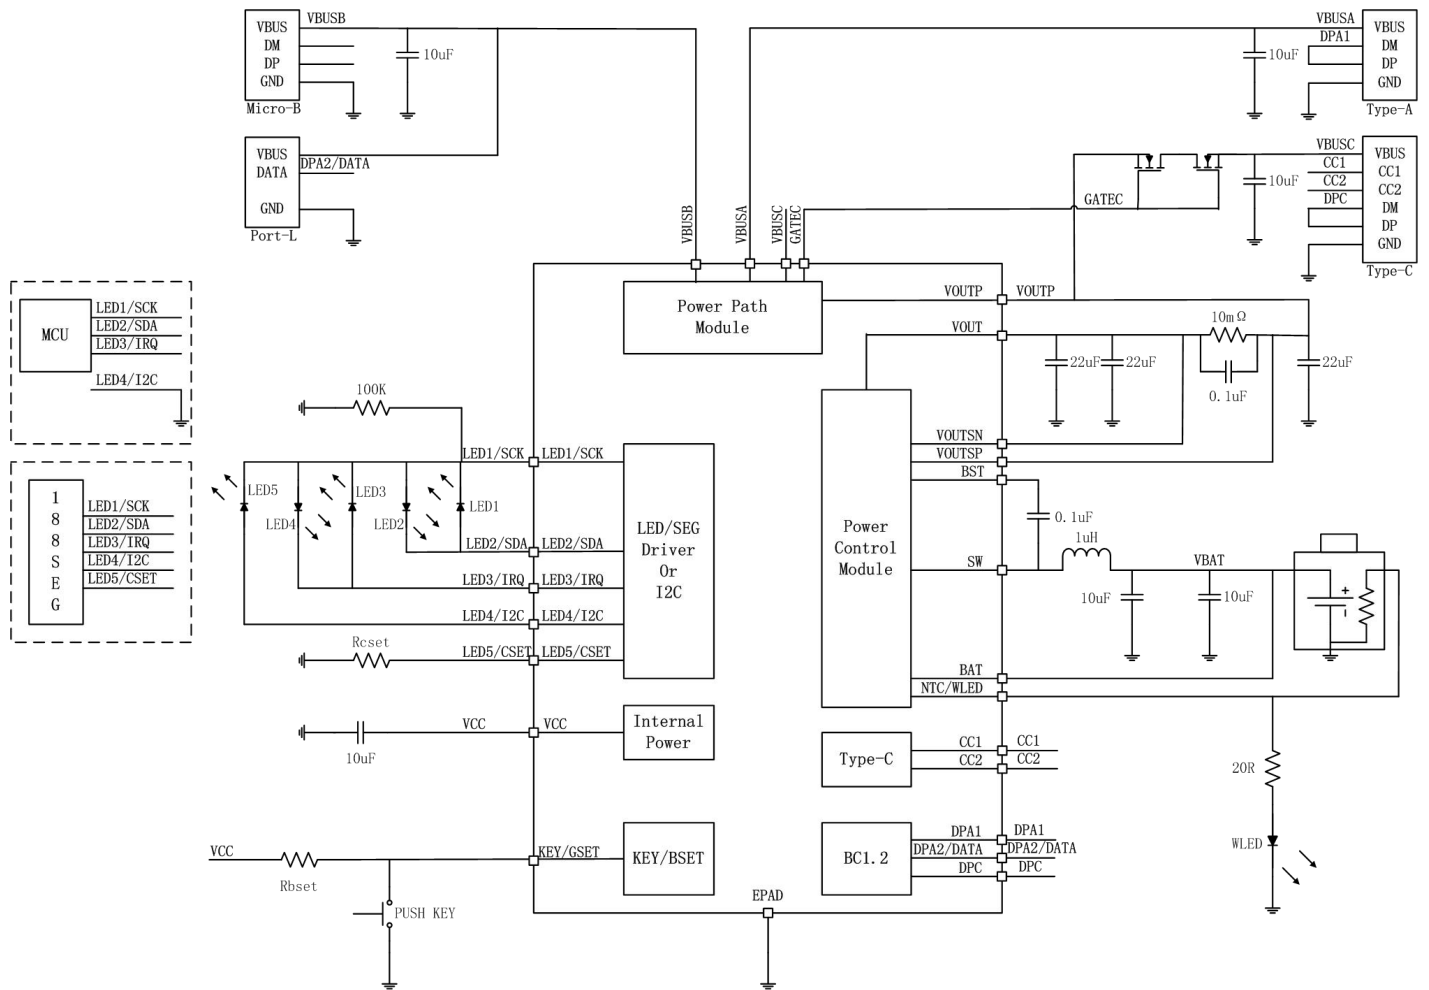 VBUSB
VBUS
DM
DP
GND
Micro-B
10uF
VBUS
DATA
GND
DPA2/DATA
Port-L
VBUSA
DPA1
VBUS
DM
DP
GND
Type-A
10uF
VBUSC
CC1
CC2
DPC
VBUS
CC1
CC2
DM
DP
GND
Type-C
10uF
GATEC
VBUSB
VBUSA
VBUSC
GATEC
Power Path
Module
VOUTP
VOUTP
VOUT
10mΩ
22uF
22uF
0.1uF
22uF
MCU
LED1/SCK
LED2/SDA
LED3/IRQ
LED4/I2C
1
8
8
S
E
G
LED1/SCK
LED2/SDA
LED3/IRQ
LED4/I2C
LED5/CSET
100K
LED1/SCK
LED1/SCK
LED5
LED4
LED3
LED2
LED1
LED2/SDA
LED2/SDA
LED3/IRQ
LED3/IRQ
LED4/I2C
LED4/I2C
Rcset
LED5/CSET
LED5/CSET
LED/SEG
Driver
Or
I2C
Power
Control
Module
VOUTSN
VOUTSP
BST
0.1uF
1uH
SW
VBAT
10uF
10uF
+
-
BAT
NTC/WLED
VCC
VCC
10uF
Internal
Power
Type-C
CC1
CC1
CC2
CC2
20R
WLED
VCC
Rbset
KEY/GSET
KEY/BSET
PUSH KEY
BC1.2
DPA1
DPA1
DPA2/DATA
DPA2/DATA
DPC
DPC
EPAD